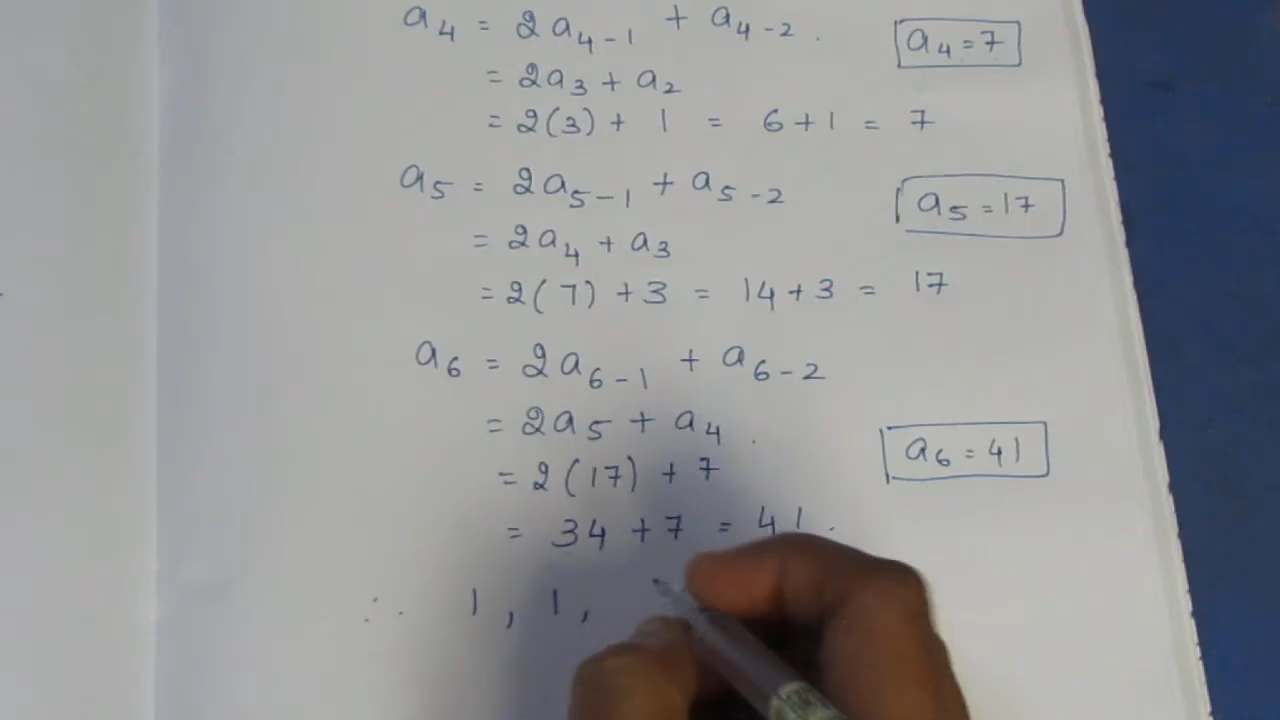 a₄ = 2a₄₋₁ + a₄₋₂ .
a₄ = 7
= 2a₃ + a₂
= 2(3) + 1 = 6+1 = 7
a₅ = 2a₅₋₁ + a₅₋₂
a₅ = 17
= 2a₄ + a₃
= 2(7) + 3 = 14+3 = 17
a₆ = 2a₆₋₁ + a₆₋₂
= 2a₅ + a₄ .
a₆ = 41
= 2(17) + 7
= 34 + 7 = 41 .
∴ 1, 1,